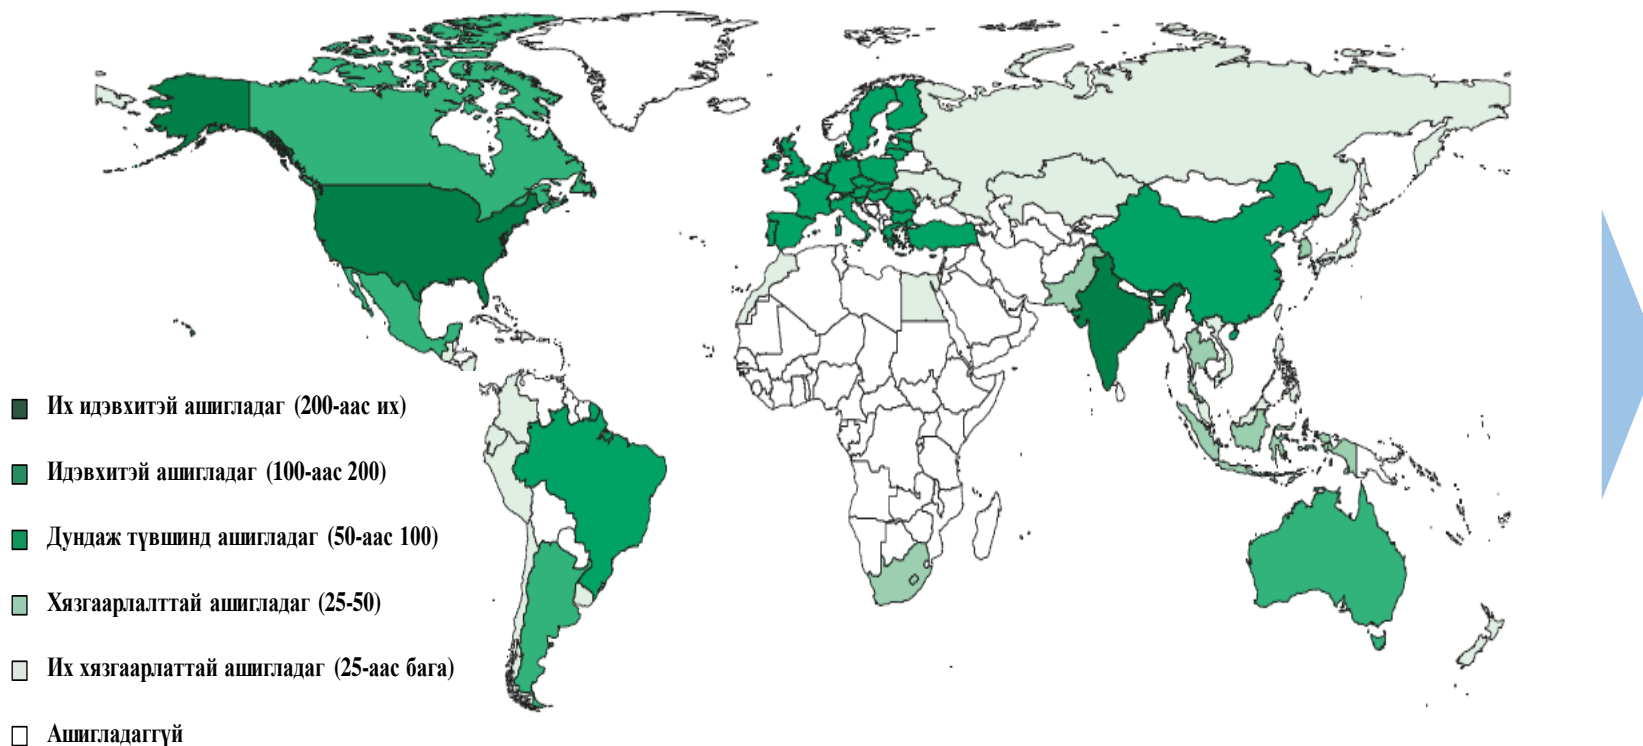 Их идэвхитэй ашигладаг (200-аас их)
Идэвхитэй ашигладаг (100-аас 200)
Дундаж түвшинд ашигладаг (50-аас 100)
Хязгаарлалттай ашигладаг (25-50)
Их хязгаарлаттай ашигладаг (25-аас бага)
Ашигладаггүй